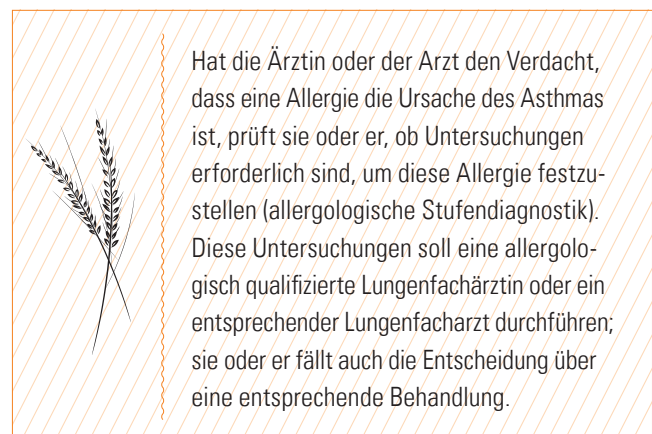 Hat die Ärztin oder der Arzt den Verdacht,
dass eine Allergie die Ursache des Asthmas
ist, prüft sie oder er, ob Untersuchungen
erforderlich sind, um diese Allergie festzu-
stellen (allergologische Stufendiagnostik).
Diese Untersuchungen soll eine allergolo-
gisch qualifizierte Lungenfachärztin oder ein
entsprechender Lungenfacharzt durchführen;
sie oder er fällt auch die Entscheidung über
eine entsprechende Behandlung.